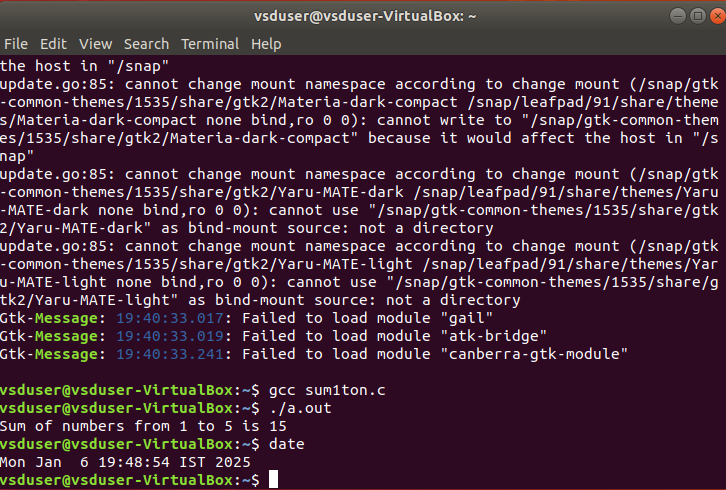 vsduser@vsduser-VirtualBox: ~
File Edit View Search Terminal Help
the host in "/snap"
update.go:85: cannot change mount namespace according to change mount (/snap/gtk
-common-themes/1535/share/gtk2/Materia-dark-compact /snap/leafpad/91/share/theme
s/Materia-dark-compact none bind,ro 0 0): cannot write to "/snap/gtk-common-them
es/1535/share/gtk2/Materia-dark-compact" because it would affect the host in "/s
nap"
update.go:85: cannot change mount namespace according to change mount (/snap/gtk
-common-themes/1535/share/gtk2/Yaru-MATE-dark /snap/leafpad/91/share/themes/Yaru
-MATE-dark none bind,ro 0 0): cannot use "/snap/gtk-common-themes/1535/share/gtk
2/Yaru-MATE-dark" as bind-mount source: not a directory
update.go:85: cannot change mount namespace according to change mount (/snap/gtk
-common-themes/1535/share/gtk2/Yaru-MATE-light /snap/leafpad/91/share/themes/Yar
u-MATE-light none bind,ro 0 0): cannot use "/snap/gtk-common-themes/1535/share/g
tk2/Yaru-MATE-light" as bind-mount source: not a directory
Gtk-Message: 19:40:33.017: Failed to load module "gail"
Gtk-Message: 19:40:33.019: Failed to load module "atk-bridge"
Gtk-Message: 19:40:33.241: Failed to load module "canberra-gtk-module"
vsduser@vsduser-VirtualBox:~$ gcc sum1ton.c
vsduser@vsduser-VirtualBox:~$ ./a.out
Sum of numbers from 1 to 5 is 15
vsduser@vsduser-VirtualBox:~$ date
Mon Jan  6 19:48:54 IST 2025
vsduser@vsduser-VirtualBox:~$